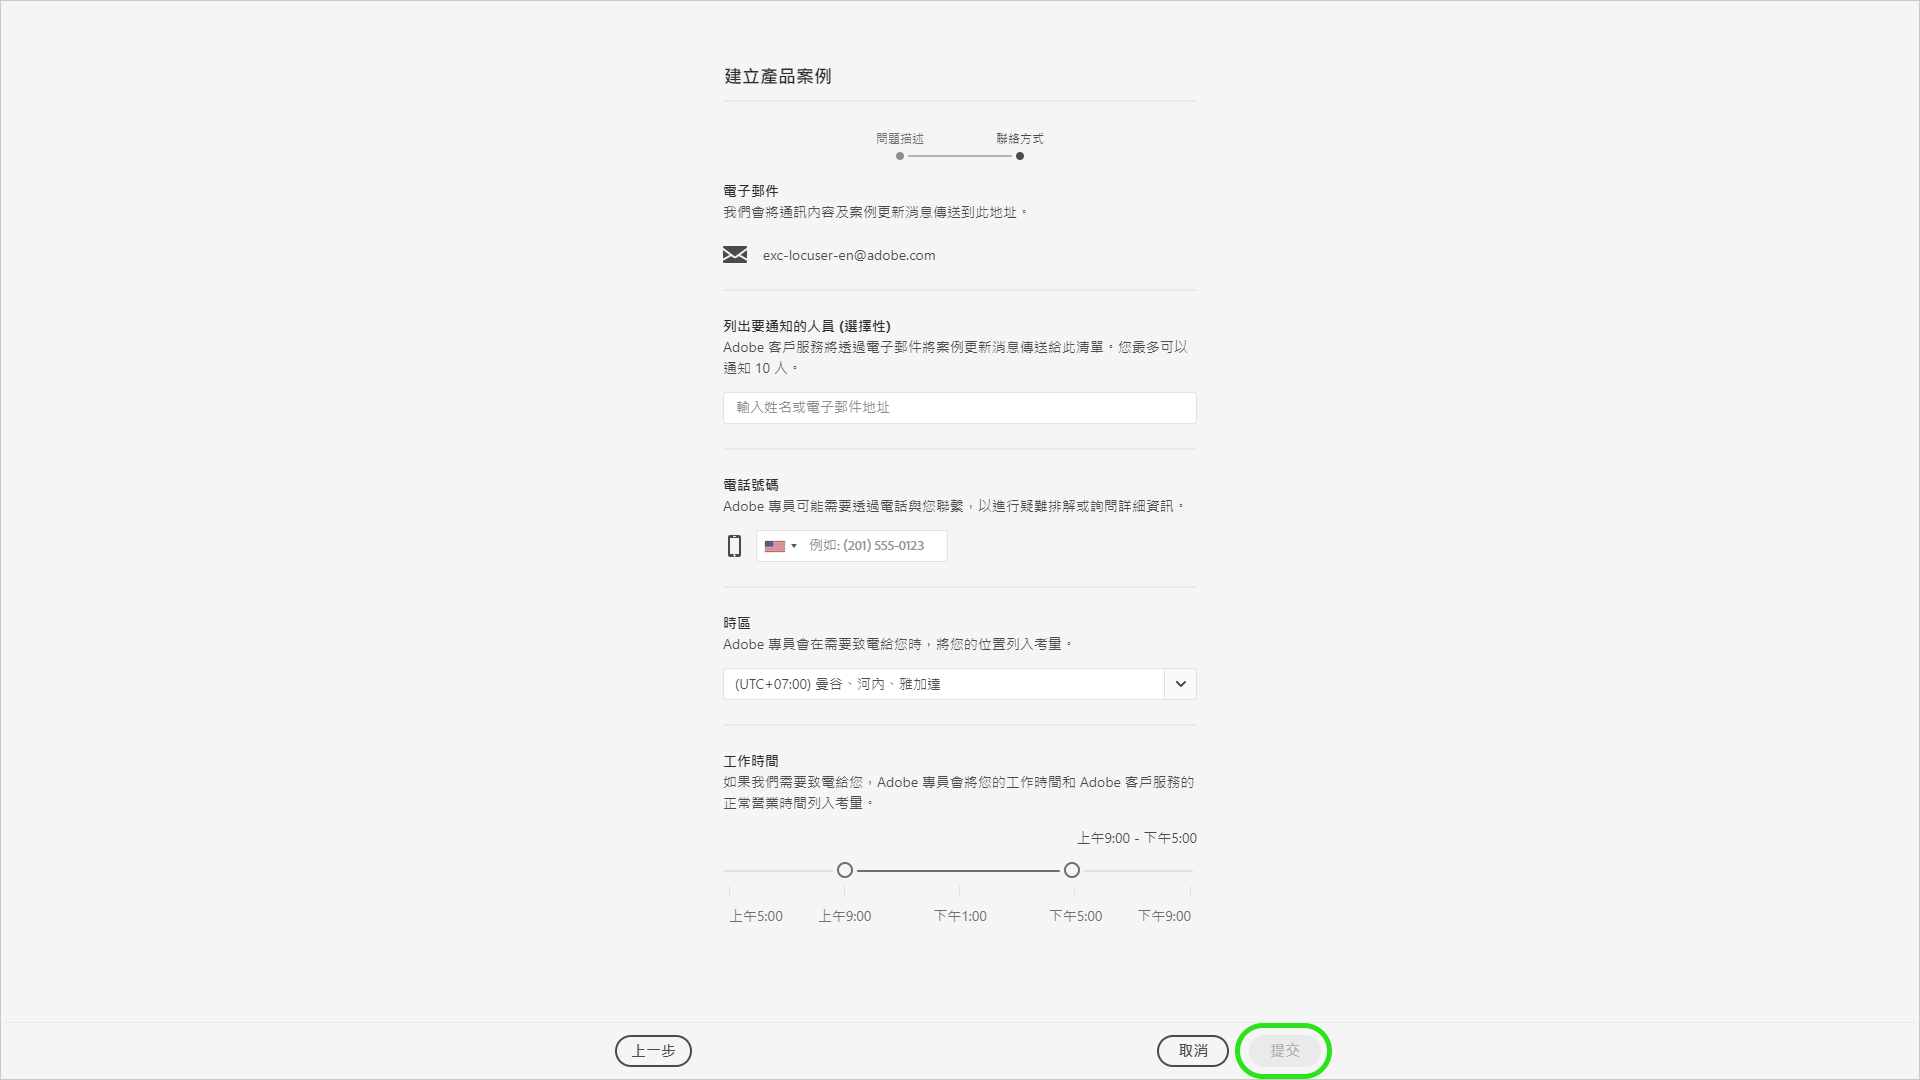 建立產品案例
問題描述
聯絡方式
電子郵件
我們會將通訊內容及案例更新消息傳送到此地址。
exc-locuser-en@adobe.com
列出要通知的人員 (選擇性)
Adobe 客戶服務將透過電子郵件將案例更新消息傳送給此清單。您最多可以
通知 10 人。
輸入姓名或電子郵件地址
電話號碼
Adobe 專員可能需要透過電話與您聯繫，以進行疑難排解或詢問詳細資訊。
例如: (201) 555-0123
時區
Adobe 專員會在需要致電給您時，將您的位置列入考量。
(UTC+07:00) 曼谷、河內、雅加達
工作時間
如果我們需要致電給您，Adobe 專員會將您的工作時間和 Adobe 客戶服務的
正常營業時間列入考量。
上午9:00 - 下午5:00
上午5:00
上午9:00
下午1:00
下午5:00
下午9:00
上一步
取消
提交